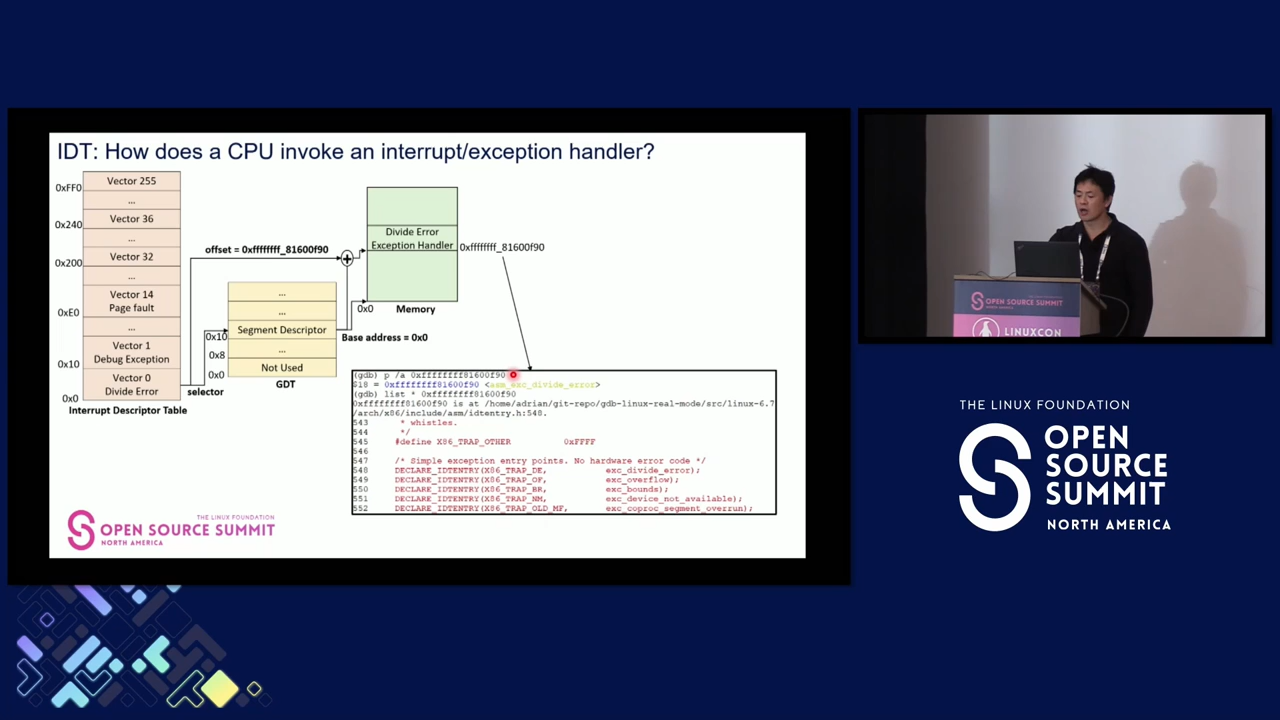 IDT: How does a CPU invoke an interrupt/exception handler?
0xFF0
Vector 255
...
0x240
Vector 36
...
0x200
Vector 32
...
0xE0
Vector 14
Page fault
...
0x10
Vector 1
Debug Exception
0x0
Vector 0
Divide Error
Interrupt Descriptor Table
selector
offset = 0xffffffff_81600f90
...
...
0x10
Segment Descriptor
0x8
...
0x0
Not Used
GDT
+
Divide Error
Exception Handler
0xffffffff_81600f90
0x0
Memory
Base address = 0x0
(gdb) p /a 0xffffffff81600f90
$18 = 0xffffffff81600f90 <asm_exc_divide_error>
(gdb) list * 0xffffffff81600f90
0xffffffff81600f90 is at /home/adrian/git-repo/gdb-linux-real-mode/src/linux-6.7
/arch/x86/include/asm/idtentry.h:548.
543 * whistles.
544 */
545 #define X86_TRAP_OTHER 0xFFFF
546
547 /* Simple exception entry points. No hardware error code */
548 DECLARE_IDTENTRY(X86_TRAP_DE, exc_divide_error);
549 DECLARE_IDTENTRY(X86_TRAP_OF, exc_overflow);
550 DECLARE_IDTENTRY(X86_TRAP_BR, exc_bounds);
551 DECLARE_IDTENTRY(X86_TRAP_NM, exc_device_not_available);
552 DECLARE_IDTENTRY(X86_TRAP_OLD_MF, exc_coproc_segment_overrun);
THE LINUX FOUNDATION
OPEN SOURCE SUMMIT
NORTH AMERICA
OPEN SOURCE SUMMIT
LINUXCON
THE LINUX FOUNDATION
OPEN
SOURCE
SUMMIT
NORTH AMERICA